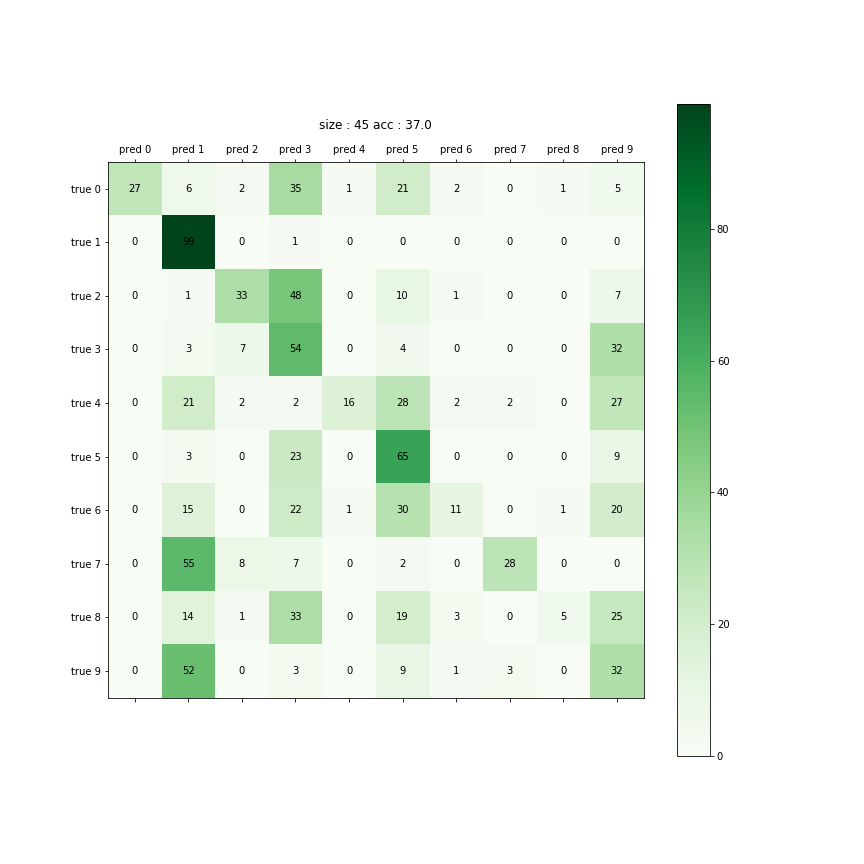 size : 45 acc : 37.0
pred 0 pred 1 pred 2 pred 3 pred 4 pred 5 pred 6 pred 7 pred 8 pred 9
true 0 27 6 2 35 1 21 2 0 1 5
true 1 0 99 0 1 0 0 0 0 0 0
80
true 2 0 1 33 48 0 10 1 0 0 7
true 3 0 3 7 54 0 4 0 0 0 32
60
true 4 0 21 2 2 16 28 2 2 0 27
true 5 0 3 0 23 0 65 0 0 0 9
40
true 6 0 15 0 22 1 30 11 0 1 20
true 7 0 55 8 7 0 2 0 28 0 0
true 8 0 14 1 33 0 19 3 0 5 25
20
true 9 0 52 0 3 0 9 1 3 0 32
0